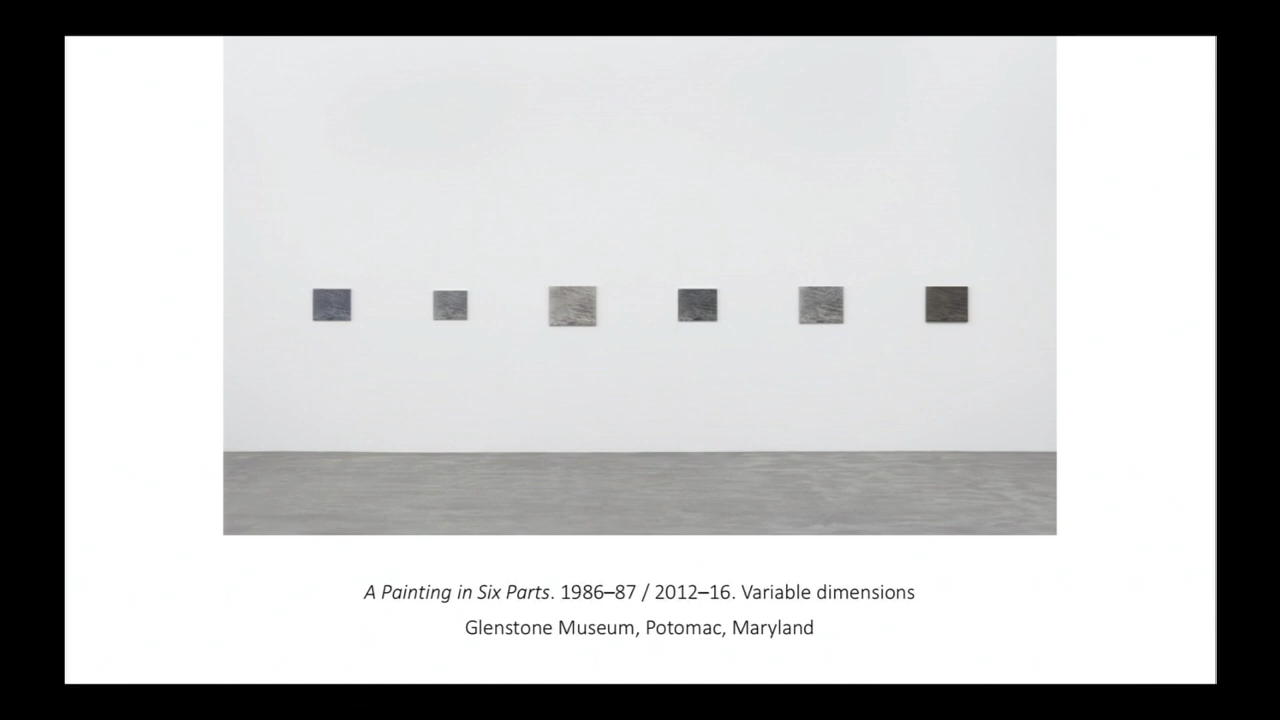 A Painting in Six Parts. 1986–87 / 2012–16. Variable dimensions
Glenstone Museum, Potomac, Maryland